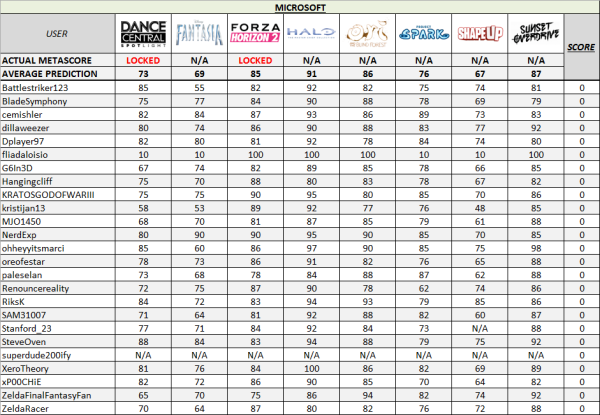 MICROSOFT
USER DANCE CENTRAL SPOTLIGHT FANTASIA FORZA HORIZON 2 HALO ORI BLIND FOREST PROJECT SPARK SHAPE UP SUNSET OVERDRIVE SCORE
ACTUAL METASCORE LOCKED N/A LOCKED N/A N/A N/A N/A N/A
AVERAGE PREDICTION 73 69 85 91 86 76 67 87
Battlestriker123 85 55 82 92 82 75 74 81 0
BladeSymphony 75 77 84 90 88 78 69 79 0
cemishler 82 84 87 93 86 89 73 83 0
dillaweezer 80 74 86 90 88 83 77 92 0
Dplayer97 82 80 81 92 78 84 74 80 0
fliadaloisio 10 10 100 100 100 10 10 100 0
G6In3D 67 74 82 89 85 78 66 85 0
Hangingcliff 75 70 88 80 83 78 67 82 0
KRATOSGODOFWARIII 75 75 90 95 80 85 70 86 0
kristijan13 58 53 89 92 77 76 48 85 0
MJO1450 68 70 81 87 85 79 61 88 0
NerdExp 80 90 90 95 90 85 70 85 0
ohheyyitsmarci 85 60 86 97 90 85 75 98 0
oreofestar 78 73 86 91 82 76 65 88 0
paleselan 73 68 78 84 88 87 62 88 0
Renouncereality 72 75 87 90 78 62 74 86 0
RiksK 84 72 83 94 93 79 85 86 0
SAM31007 71 64 81 92 88 82 60 87 0
Stanford_23 77 71 84 92 84 73 N/A 88 0
SteveOven 88 84 83 94 88 79 75 92 0
superdude200ify N/A N/A N/A N/A N/A N/A N/A N/A 0
XeroTheory 81 76 84 100 86 82 69 89 0
xP00CHiE 82 72 86 90 85 70 64 82 0
ZeldaFinalFantasyFan 65 70 75 86 94 82 74 92 0
ZeldaRacer 70 64 87 80 82 76 72 88 0